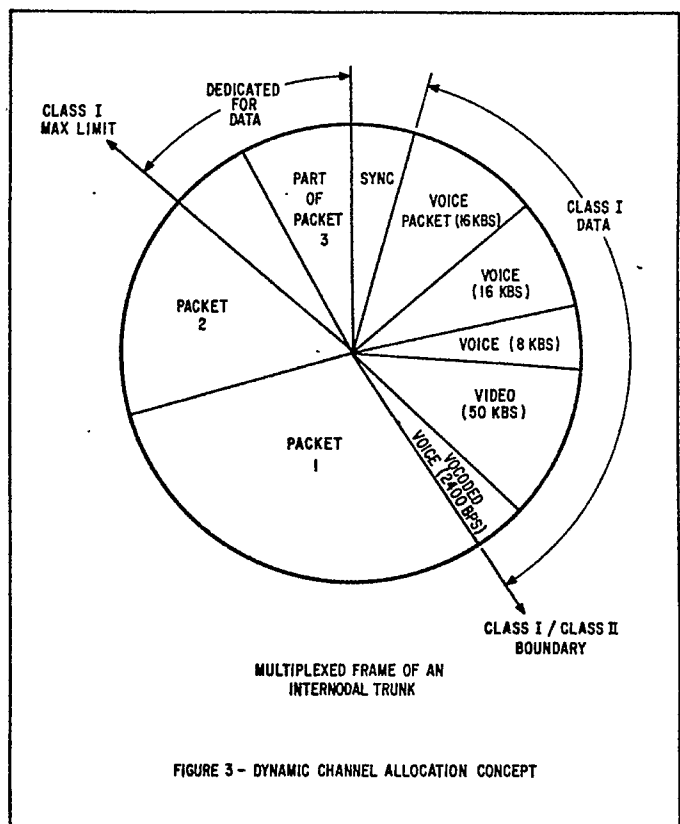 DEDICATED
FOR
DATA
CLASS I
MAX LIMIT
PART
OF
PACKET
3
SYNC
VOICE
PACKET (16KBS)
CLASS I
DATA
VOICE
(16 KBS)
VOICE (8 KBS)
VIDEO
(50 KBS)
VOCODED
VOICE (2400 BPS)
PACKET
2
PACKET
1
CLASS I / CLASS II
BOUNDARY
MULTIPLEXED FRAME OF AN
INTERNODAL TRUNK
FIGURE 3 - DYNAMIC CHANNEL ALLOCATION CONCEPT